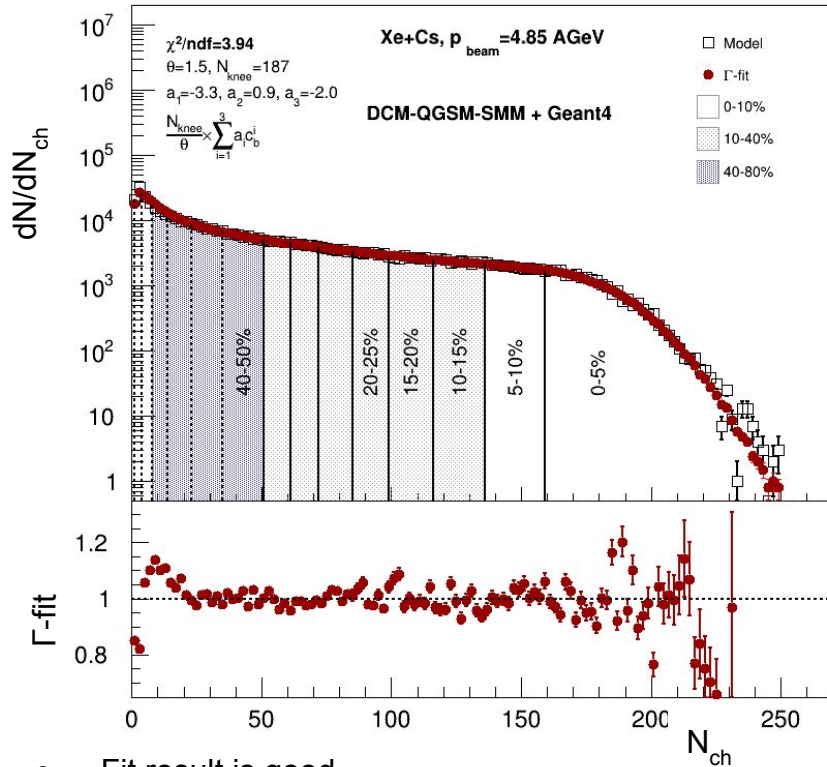 10⁷
10⁶
10⁵
10⁴
10³
10²
10
1
dN/dN_ch
χ²/ndf=3.94
θ=1.5, N_knee=187
a₁=-3.3, a₂=0.9, a₃=-2.0
N_knee/θ × Σ_{i=1}^{3} a_i c_b^i
Xe+Cs, p_beam=4.85 AGeV
DCM-QGSM-SMM + Geant4
Model
Γ-fit
0-10%
10-40%
40-80%
40-50%
20-25%
15-20%
10-15%
5-10%
0-5%
1.2
1
0.8
Γ-fit
0 50 100 150 200 250
N_ch